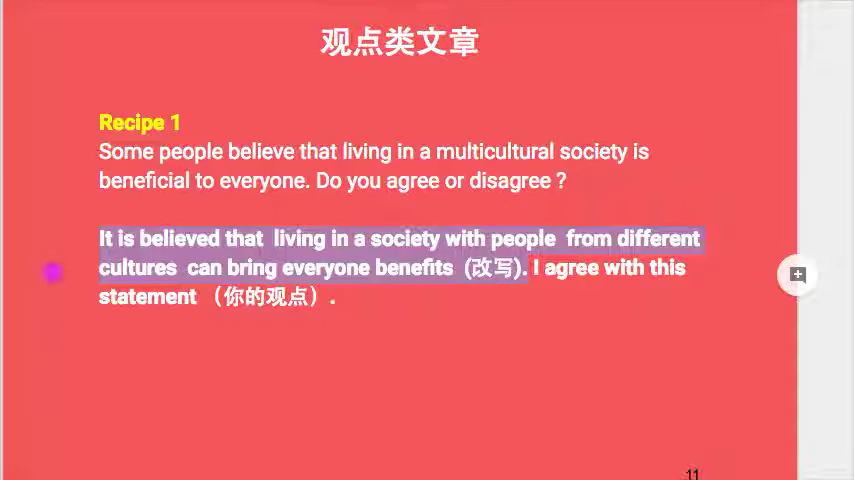 观点类文章
Recipe 1
Some people believe that living in a multicultural society is
beneficial to everyone. Do you agree or disagree ?
It is believed that living in a society with people from different
cultures can bring everyone benefits (改写). I agree with this
statement （你的观点）.
11